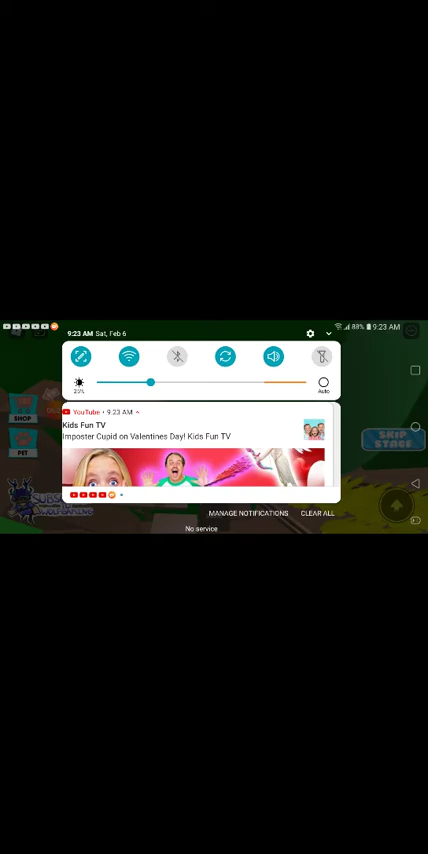 9:23 AM Sat, Feb 6
88% 9:23 AM
25%
Auto
YouTube • 9:23 AM
Kids Fun TV
Imposter Cupid on Valentines Day! Kids Fun TV
SHOP
PET
SKIP
STAGE
MANAGE NOTIFICATIONS CLEAR ALL
No service